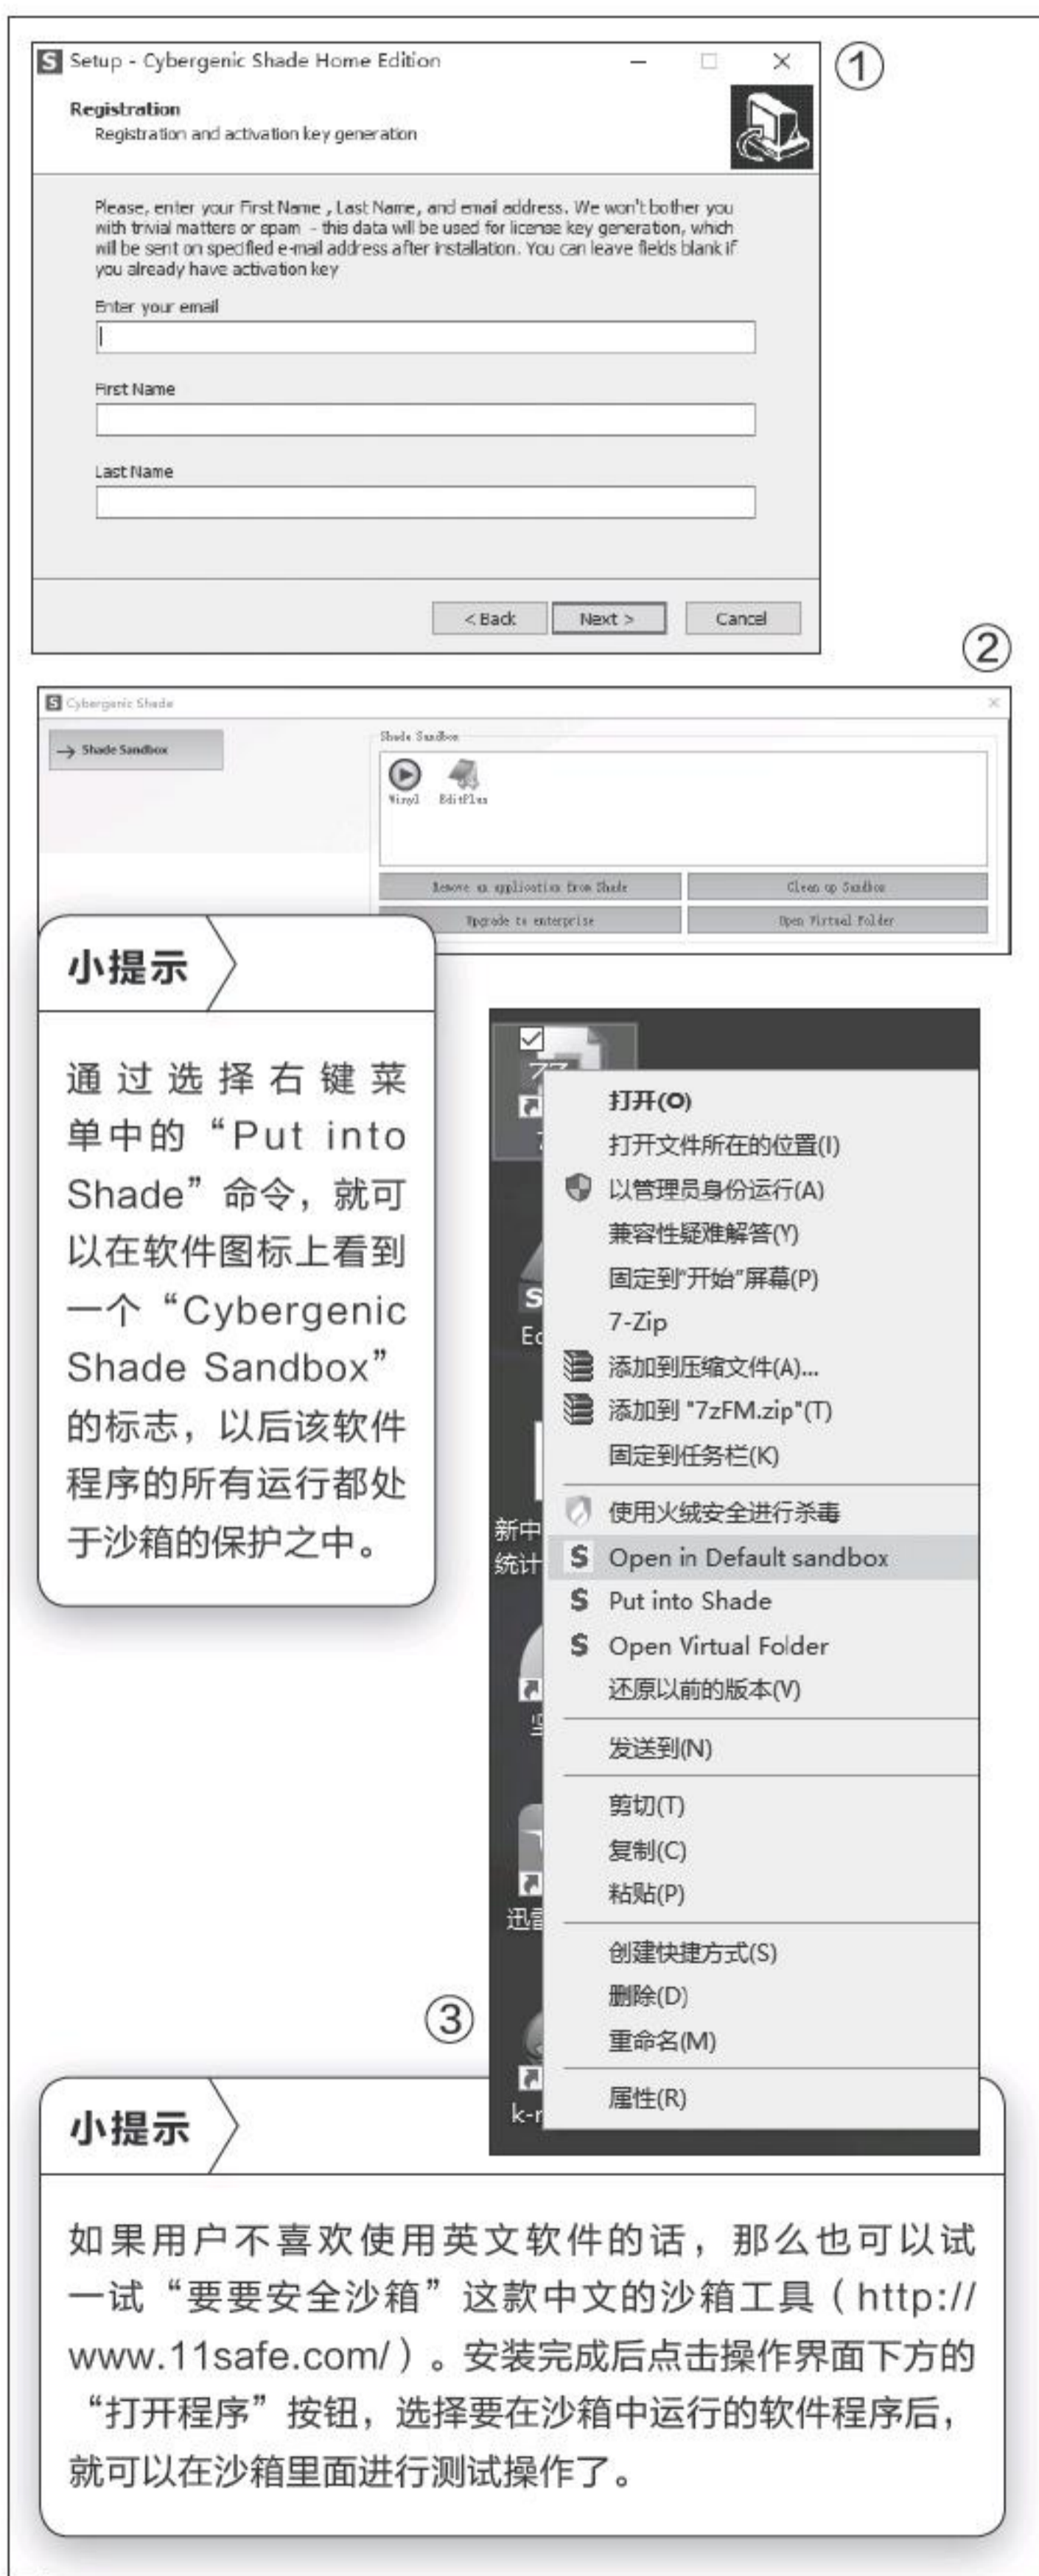 Setup - Cybergenic Shade Home Edition
①
Registration
Registration and activation key generation
Please, enter your First Name , Last Name, and email address. We won't bother you
with trivial matters or spam - this data will be used for license key generation, which
will be sent on specified e-mail address after installation. You can leave fields blank if
you already have activation key
Enter your email
First Name
Last Name
< Back
Next >
Cancel
②
Cybergenic Shade
Shade Sandbox
Shade Sandbox
Vinyl
EditPlus
Remove an application from Shade
Clean up Sandbox
Upgrade to enterprise
Open Virtual Folder
小提示
通过选择右键菜
单中的“Put into
Shade”命令，就可
以在软件图标上看到
一个“Cybergenic
Shade Sandbox”
的标志，以后该软件
程序的所有运行都处
于沙箱的保护之中。
打开(O)
打开文件所在的位置(I)
以管理员身份运行(A)
兼容性疑难解答(Y)
固定到"开始"屏幕(P)
7-Zip
添加到压缩文件(A)...
添加到 "7zFM.zip"(T)
固定到任务栏(K)
使用火绒安全进行杀毒
Open in Default sandbox
Put into Shade
Open Virtual Folder
还原以前的版本(V)
发送到(N)
剪切(T)
复制(C)
粘贴(P)
创建快捷方式(S)
删除(D)
重命名(M)
属性(R)
新中
统计
③
小提示
如果用户不喜欢使用英文软件的话，那么也可以试
一试“要要安全沙箱”这款中文的沙箱工具（http://
www.11safe.com/）。安装完成后点击操作界面下方的
“打开程序”按钮，选择要在沙箱中运行的软件程序后，
就可以在沙箱里面进行测试操作了。